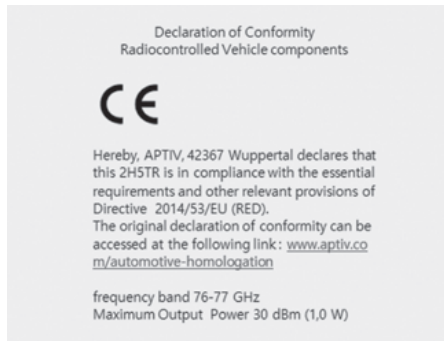 Declaration of Conformity
Radiocontrolled Vehicle components
CE
Hereby, APTIV, 42367 Wuppertal declares that
this 2H5TR is in compliance with the essential
requirements and other relevant provisions of
Directive 2014/53/EU (RED).
The original declaration of conformity can be
accessed at the following link: www.aptiv.co
m/automotive-homologation
frequency band 76-77 GHz
Maximum Output Power 30 dBm (1,0 W)